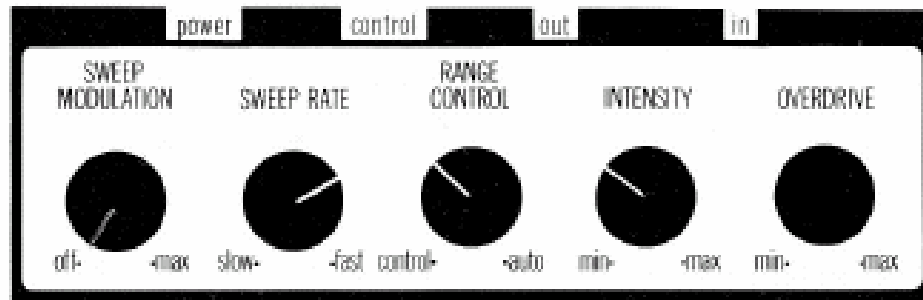 power control out in
SWEEP MODULATION
SWEEP RATE
RANGE CONTROL
INTENSITY
OVERDRIVE
off· ·max
slow· ·fast
control· ·auto
min· ·max
min· ·max